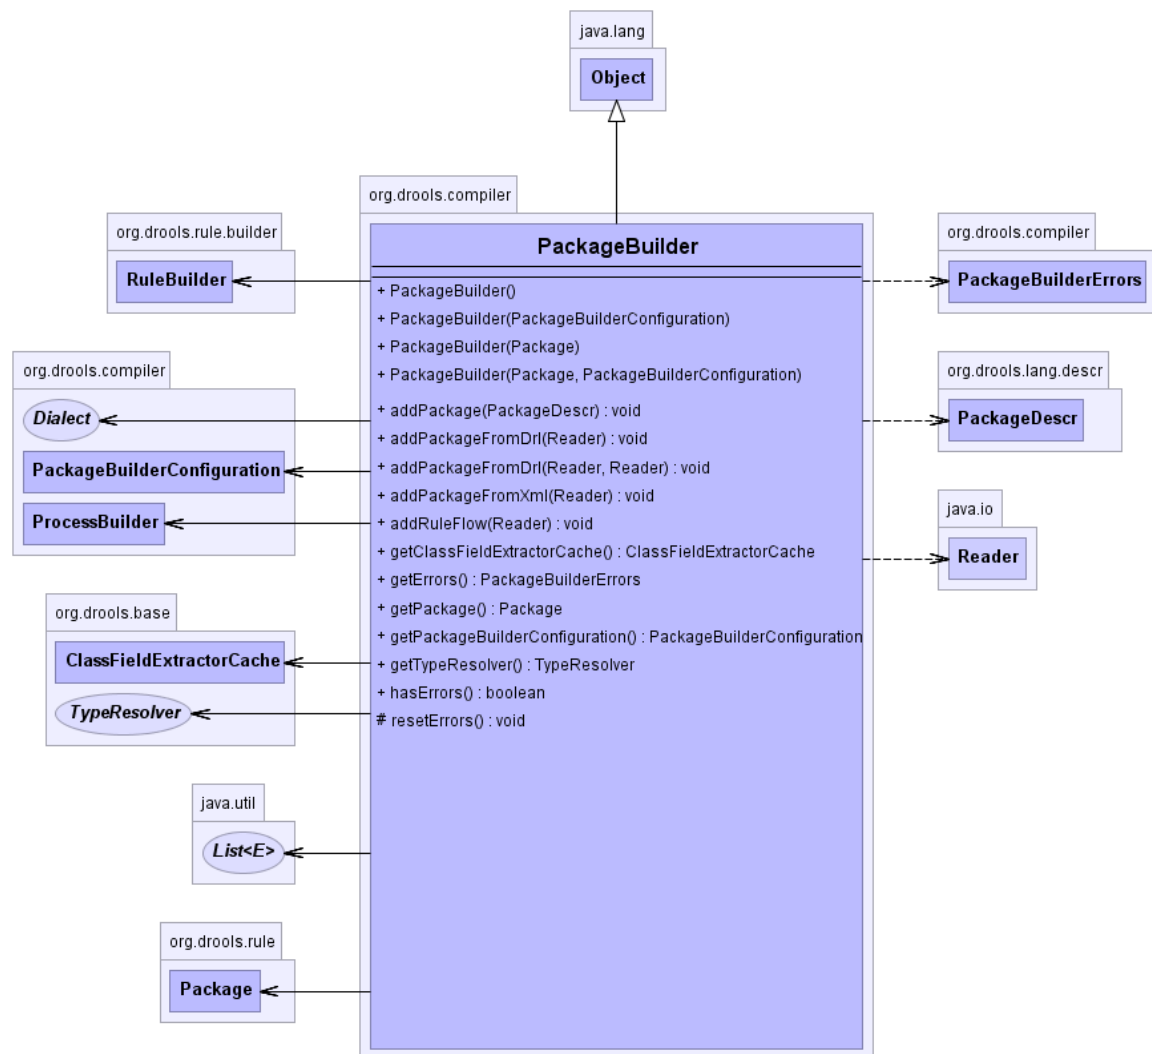 java.lang
Object
org.drools.compiler
PackageBuilder
+ PackageBuilder()
+ PackageBuilder(PackageBuilderConfiguration)
+ PackageBuilder(Package)
+ PackageBuilder(Package, PackageBuilderConfiguration)
+ addPackage(PackageDescr) : void
+ addPackageFromDrl(Reader) : void
+ addPackageFromDrl(Reader, Reader) : void
+ addPackageFromXml(Reader) : void
+ addRuleFlow(Reader) : void
+ getClassFieldExtractorCache() : ClassFieldExtractorCache
+ getErrors() : PackageBuilderErrors
+ getPackage() : Package
+ getPackageBuilderConfiguration() : PackageBuilderConfiguration
+ getTypeResolver() : TypeResolver
+ hasErrors() : boolean
# resetErrors() : void
org.drools.rule.builder
RuleBuilder
org.drools.compiler
Dialect
PackageBuilderConfiguration
ProcessBuilder
org.drools.base
ClassFieldExtractorCache
TypeResolver
java.util
List<E>
org.drools.rule
Package
org.drools.compiler
PackageBuilderErrors
org.drools.lang.descr
PackageDescr
java.io
Reader